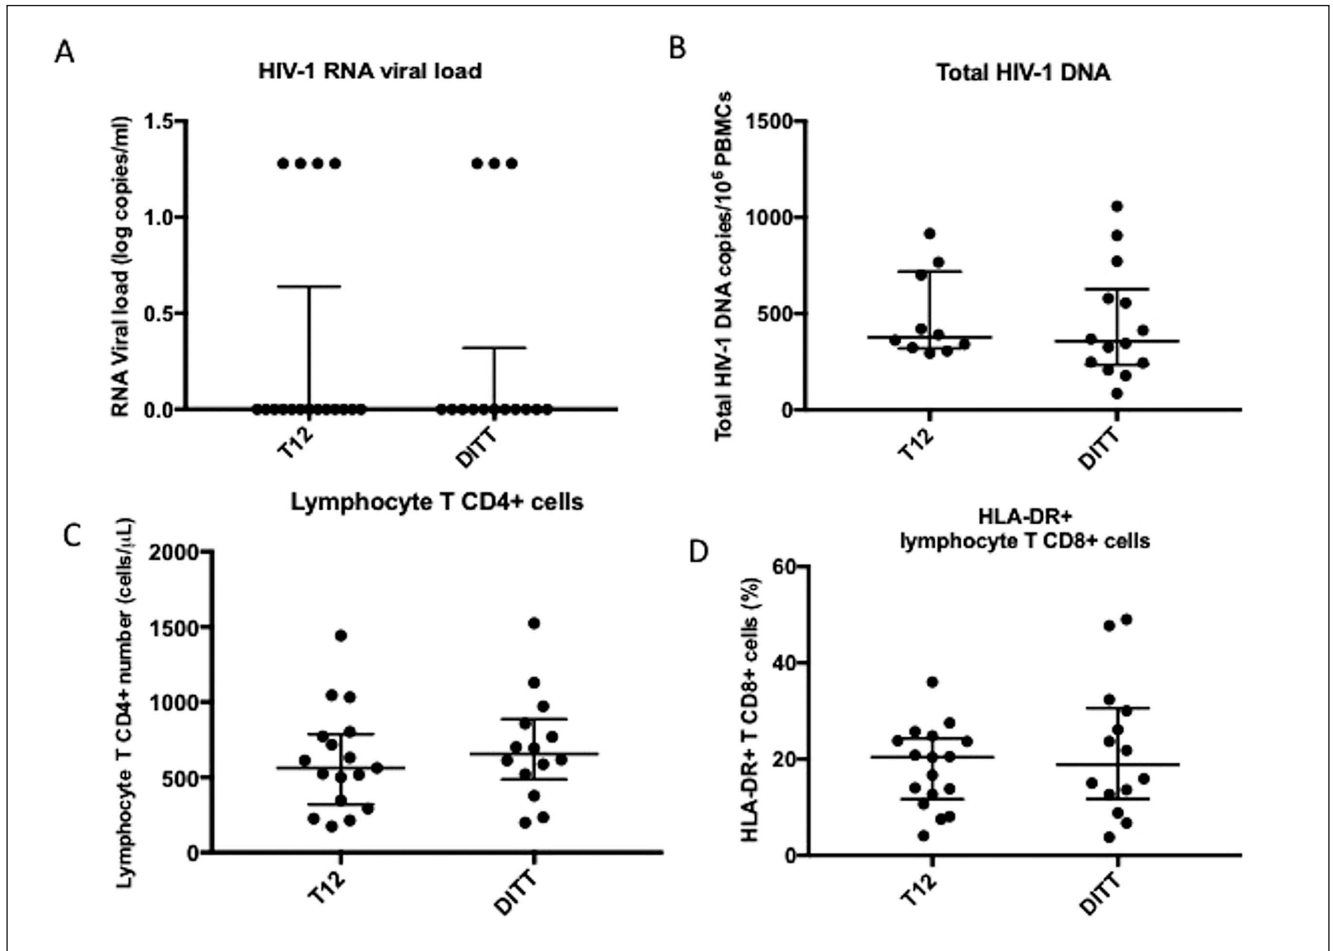 A
HIV-1 RNA viral load
RNA Viral load (log copies/ml)
1.5
1.0
0.5
0.0
T12
DITT
B
Total HIV-1 DNA
Total HIV-1 DNA copies/10⁶ PBMCs
1500
1000
500
0
T12
DITT
C
Lymphocyte T CD4+ cells
Lymphocyte T CD4+ number (cells/μL)
2000
1500
1000
500
0
T12
DITT
D
HLA-DR+
lymphocyte T CD8+ cells
HLA-DR+ T CD8+ cells (%)
60
40
20
0
T12
DITT